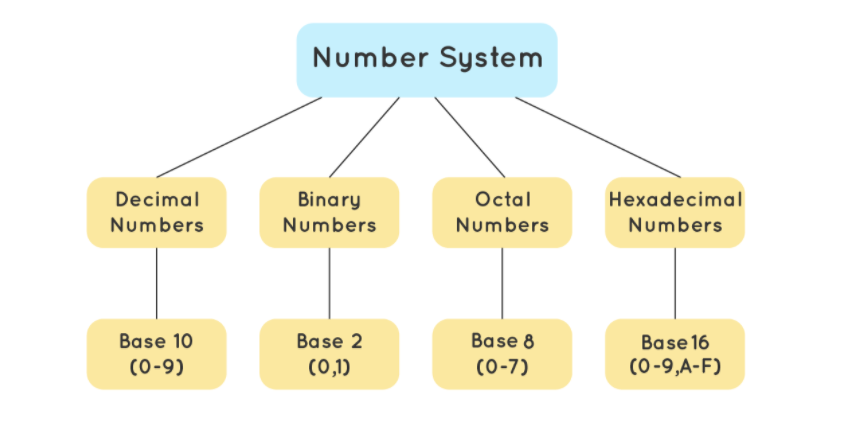 Number System
Decimal
Numbers
Binary
Numbers
Octal
Numbers
Hexadecimal
Numbers
Base 10
(0-9)
Base 2
(0,1)
Base 8
(0-7)
Base 16
(0-9,A-F)